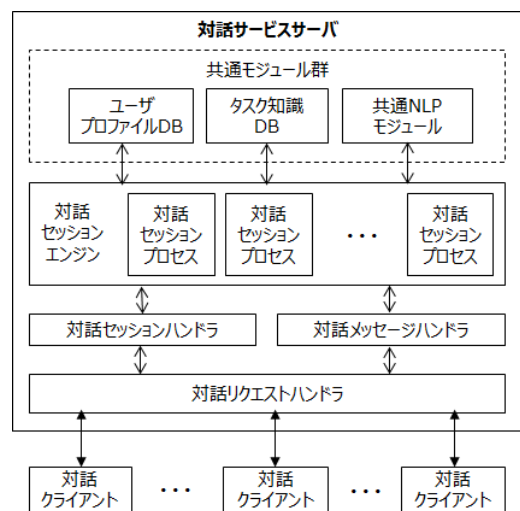 対話サービスサーバ
共通モジュール群
ユーザ
プロファイルDB
タスク知識
DB
共通NLP
モジュール
対話
セッション
エンジン
対話
セッション
プロセス
対話
セッション
プロセス
・・・
対話
セッション
プロセス
対話セッションハンドラ
対話メッセージハンドラ
対話リクエストハンドラ
対話
クライアント
・・・
対話
クライアント
・・・
対話
クライアント